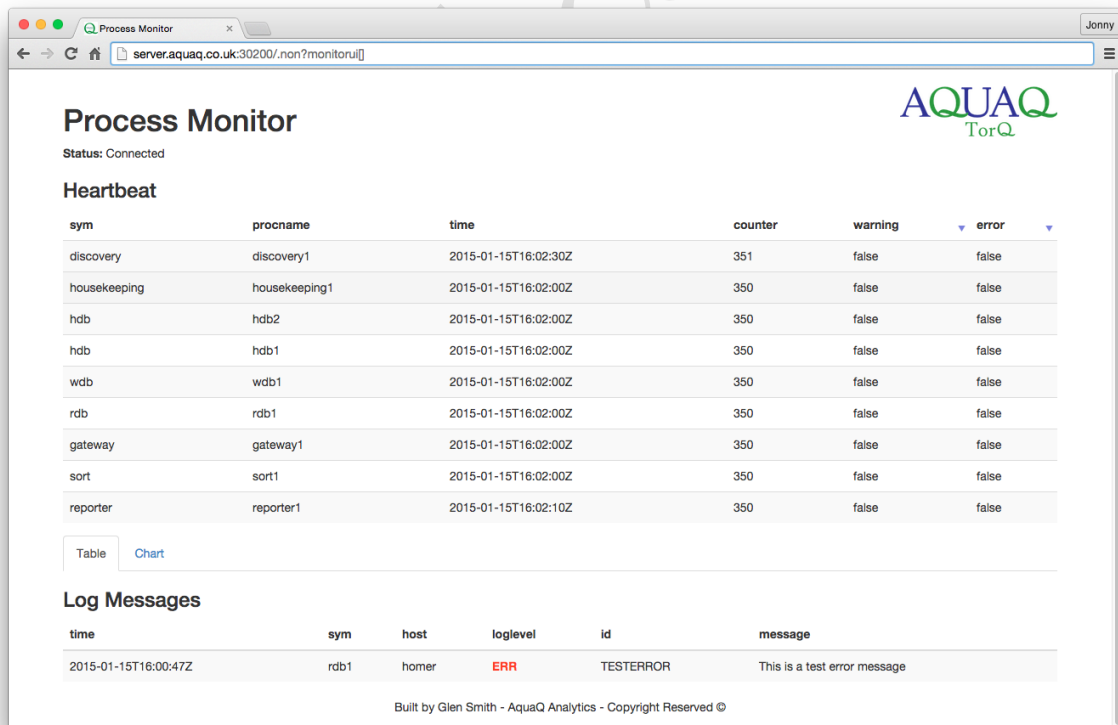 Process Monitor ×
Jonny
server.aquaq.co.uk:30200/.non?monitorui[]
AQUAQ
TorQ
Process Monitor
Status: Connected
Heartbeat
sym procname time counter warning error
discovery discovery1 2015-01-15T16:02:30Z 351 false false
housekeeping housekeeping1 2015-01-15T16:02:00Z 350 false false
hdb hdb2 2015-01-15T16:02:00Z 350 false false
hdb hdb1 2015-01-15T16:02:00Z 350 false false
wdb wdb1 2015-01-15T16:02:00Z 350 false false
rdb rdb1 2015-01-15T16:02:00Z 350 false false
gateway gateway1 2015-01-15T16:02:00Z 350 false false
sort sort1 2015-01-15T16:02:00Z 350 false false
reporter reporter1 2015-01-15T16:02:10Z 350 false false
Table Chart
Log Messages
time sym host loglevel id message
2015-01-15T16:00:47Z rdb1 homer ERR TESTERROR This is a test error message
Built by Glen Smith - AquaQ Analytics - Copyright Reserved ©